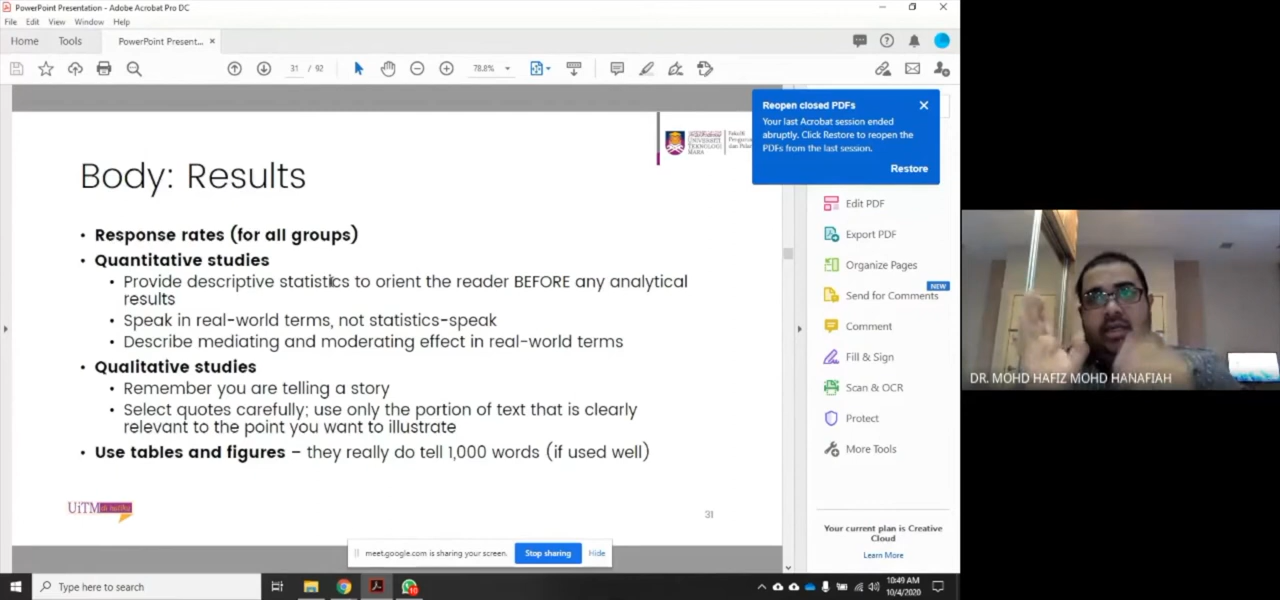 PowerPoint Presentation - Adobe Acrobat Pro DC
File Edit View Window Help
Home Tools PowerPoint Present... ×
31 / 92 78.8%
Reopen closed PDFs
Your last Acrobat session ended
abruptly. Click Restore to reopen the
PDFs from the last session.
Restore
UNIVERSITI
TEKNOLOGI
MARA
Fakulti
Body: Results
• Response rates (for all groups)
• Quantitative studies
• Provide descriptive statistics to orient the reader BEFORE any analytical
results
• Speak in real-world terms, not statistics-speak
• Describe mediating and moderating effect in real-world terms
• Qualitative studies
• Remember you are telling a story
• Select quotes carefully; use only the portion of text that is clearly
relevant to the point you want to illustrate
• Use tables and figures – they really do tell 1,000 words (if used well)
UiTM
31
Edit PDF
Export PDF
Organize Pages
NEW
Send for Comments
Comment
Fill & Sign
Scan & OCR
Protect
More Tools
Your current plan is Creative
Cloud
Learn More
DR. MOHD HAFIZ MOHD HANAFIAH
meet.google.com is sharing your screen. Stop sharing Hide
Type here to search
10:49 AM
10/4/2020